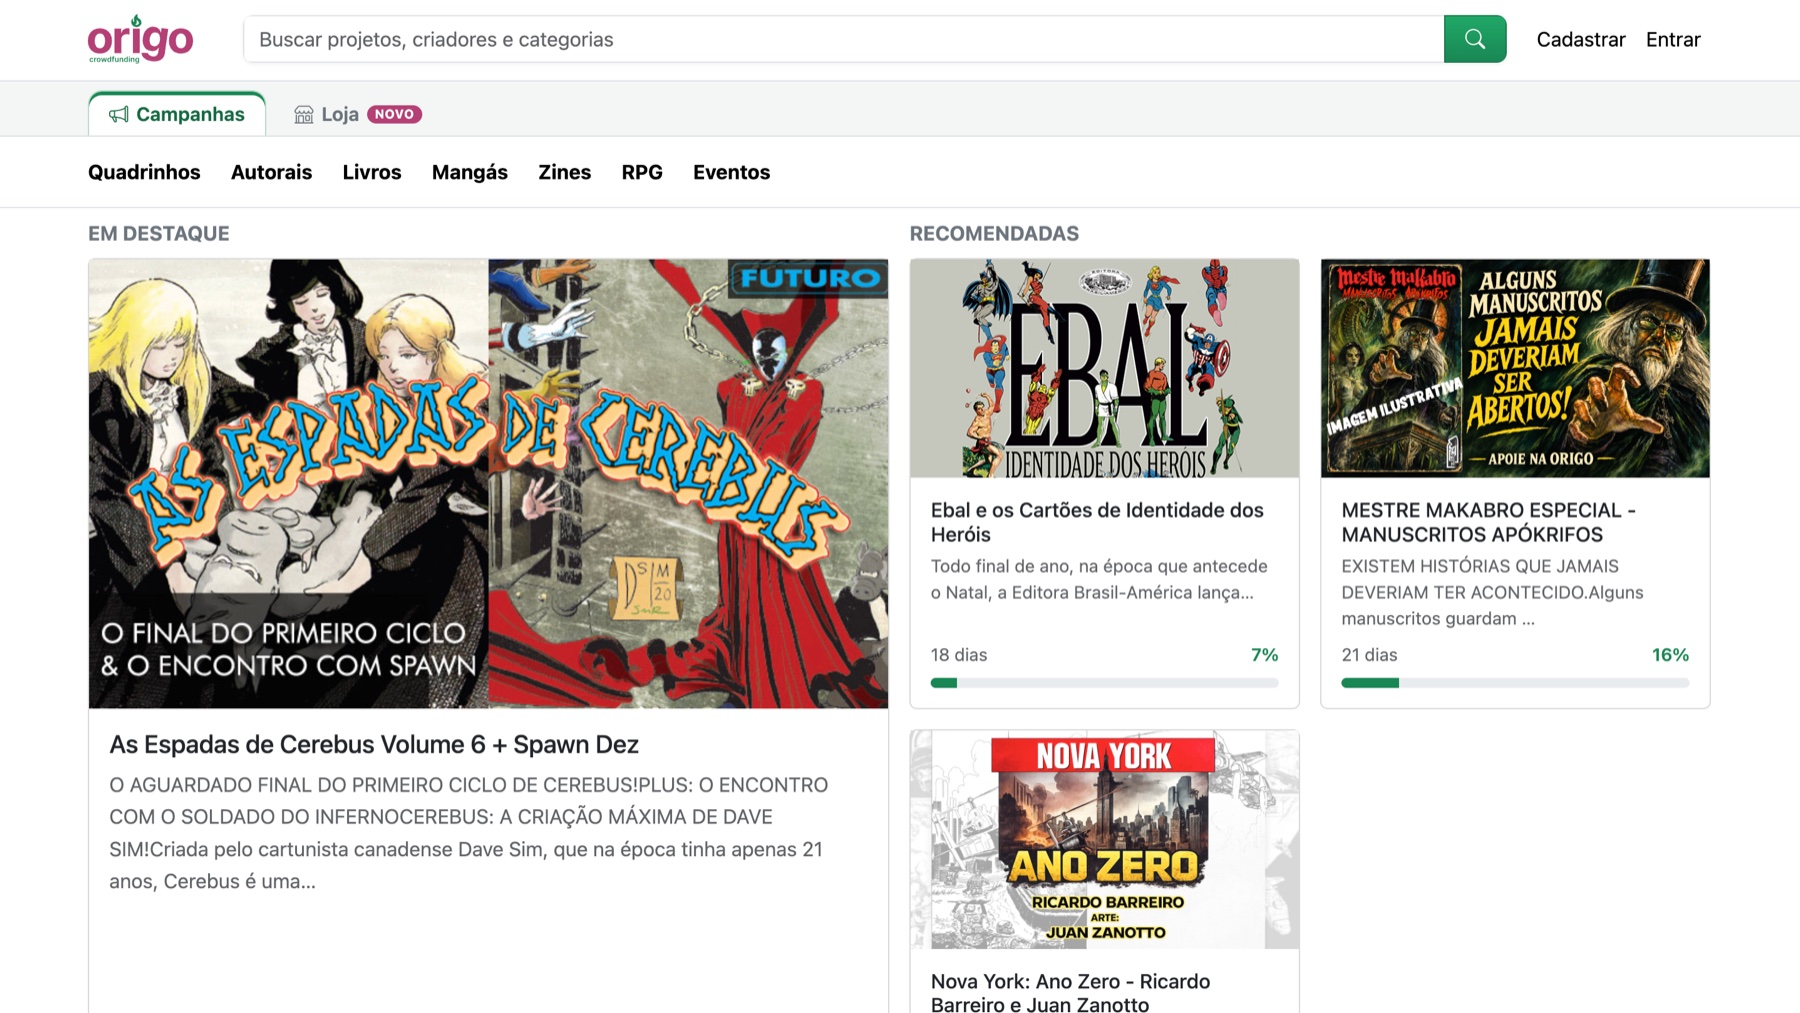 origo
crowdfunding
Buscar projetos, criadores e categorias
Cadastrar
Entrar
Campanhas
Loja
NOVO
Quadrinhos
Autorais
Livros
Mangás
Zines
RPG
Eventos
EM DESTAQUE
FUTURO
AS ESPADAS DE CEREBUS
DSIM
20
O FINAL DO PRIMEIRO CICLO
& O ENCONTRO COM SPAWN
As Espadas de Cerebus Volume 6 + Spawn Dez
O AGUARDADO FINAL DO PRIMEIRO CICLO DE CEREBUS!PLUS: O ENCONTRO
COM O SOLDADO DO INFERNOCEREBUS: A CRIAÇÃO MÁXIMA DE DAVE
SIM!Criada pelo cartunista canadense Dave Sim, que na época tinha apenas 21
anos, Cerebus é uma...
RECOMENDADAS
EDITORA
EBAL
IDENTIDADE DOS HERÓIS
Ebal e os Cartões de Identidade dos
Heróis
Todo final de ano, na época que antecede
o Natal, a Editora Brasil-América lança...
18 dias
7%
Mestre Makabro
MANUSCRITOS APÓKRIFOS
IMAGEM ILUSTRATIVA
ALGUNS
MANUSCRITOS
JAMAIS
DEVERIAM
SER
ABERTOS!
APOIE NA ORIGO
MESTRE MAKABRO ESPECIAL -
MANUSCRITOS APÓKRIFOS
EXISTEM HISTÓRIAS QUE JAMAIS
DEVERIAM TER ACONTECIDO.Alguns
manuscritos guardam ...
21 dias
16%
NOVA YORK
ANO ZERO
RICARDO BARREIRO
ARTE:
JUAN ZANOTTO
Nova York: Ano Zero - Ricardo
Barreiro e Juan Zanotto